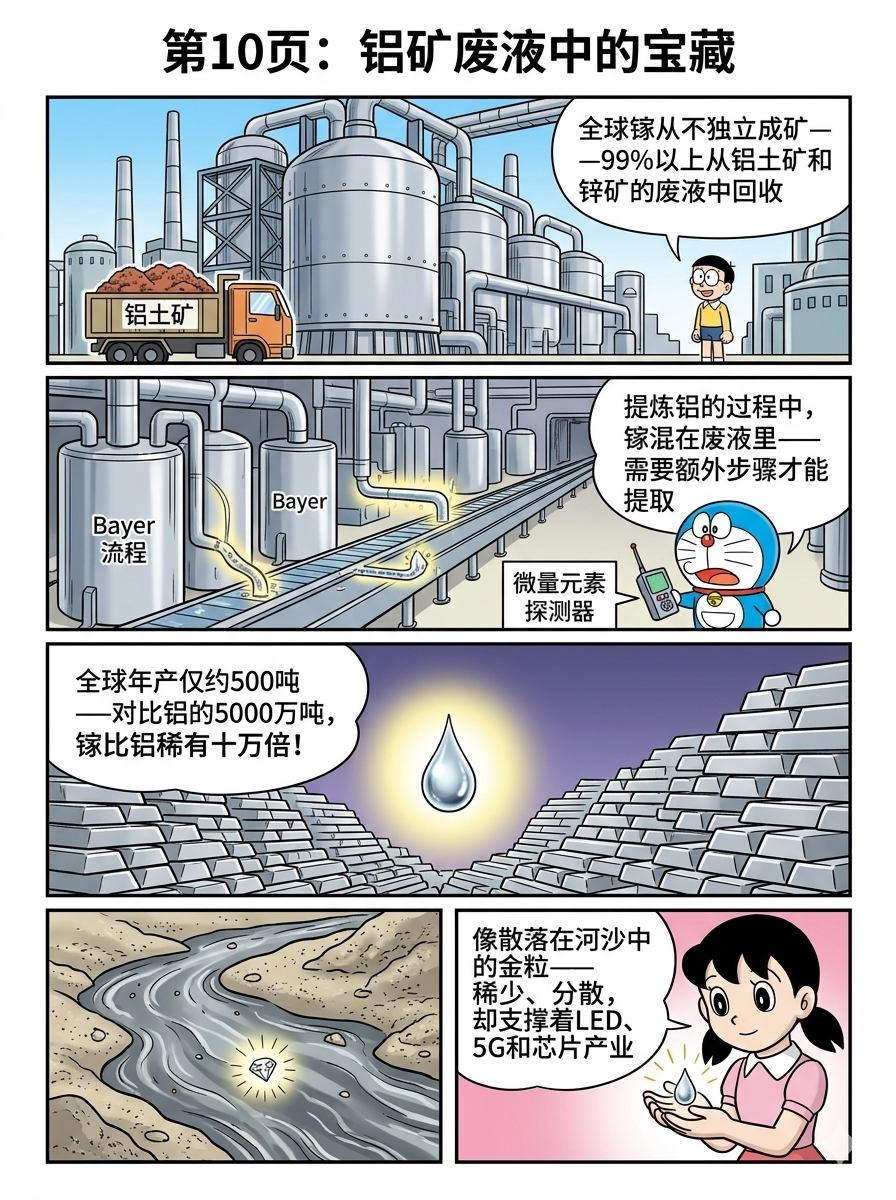 第10页：铝矿废液中的宝藏
全球镓从不独立成矿—
—99%以上从铝土矿和
锌矿的废液中回收
铝土矿
提炼铝的过程中，
镓混在废液里——
需要额外步骤才能
提取
Bayer
流程
Bayer
微量元素
探测器
全球年产仅约500吨
——对比铝的5000万吨，
镓比铝稀有十万倍！
像散落在河沙中
的金粒——
稀少、分散，
却支撑着LED、
5G和芯片产业